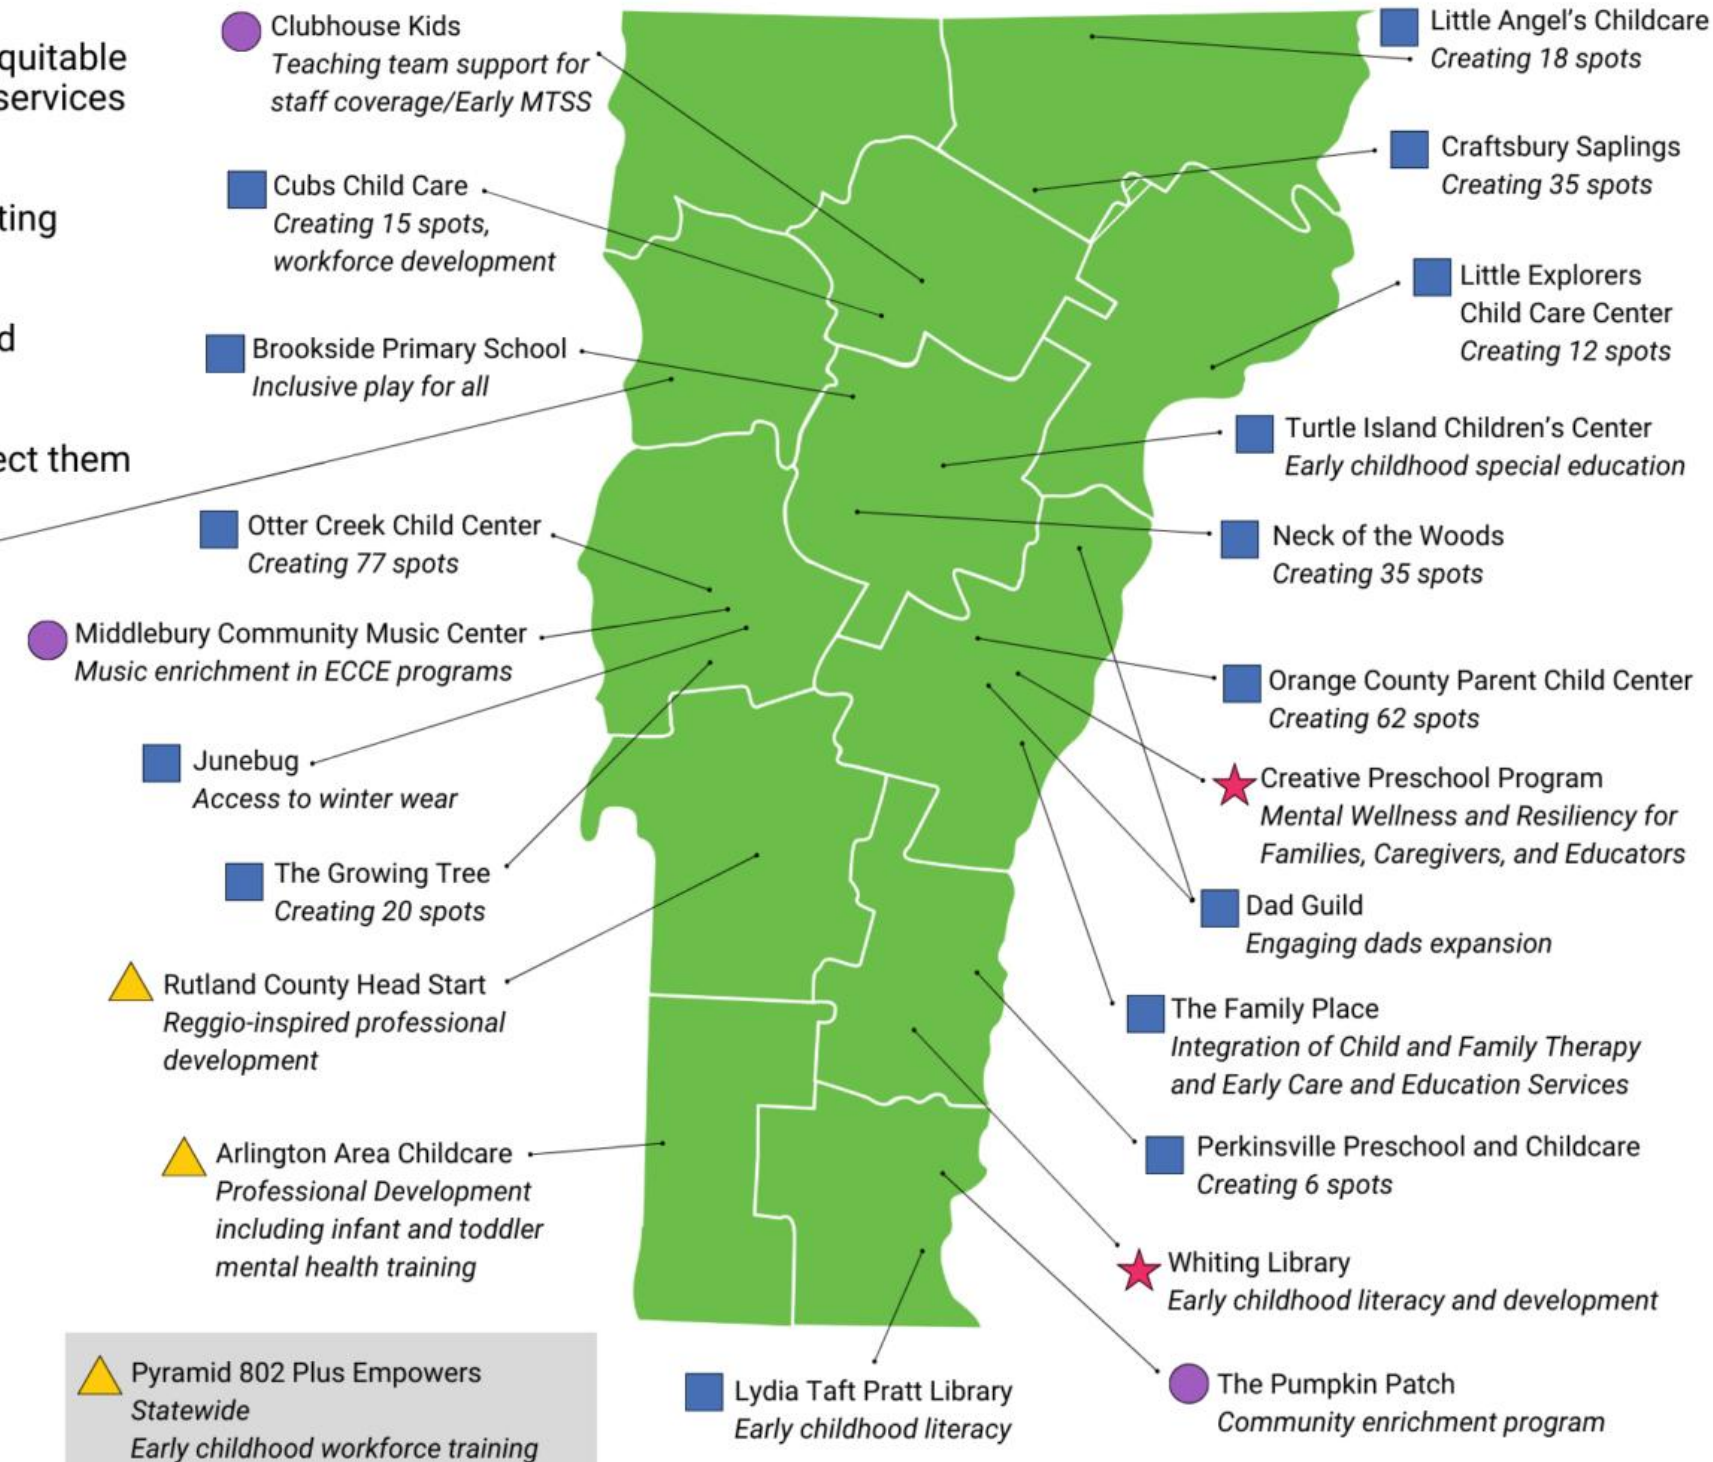 quitable
services
ting
d
ect them
Clubhouse Kids
Teaching team support for
staff coverage/Early MTSS
Cubs Child Care
Creating 15 spots,
workforce development
Brookside Primary School
Inclusive play for all
Otter Creek Child Center
Creating 77 spots
Middlebury Community Music Center
Music enrichment in ECCE programs
Junebug
Access to winter wear
The Growing Tree
Creating 20 spots
Rutland County Head Start
Reggio-inspired professional
development
Arlington Area Childcare
Professional Development
including infant and toddler
mental health training
Pyramid 802 Plus Empowers
Statewide
Early childhood workforce training
Little Angel’s Childcare
Creating 18 spots
Craftsbury Saplings
Creating 35 spots
Little Explorers
Child Care Center
Creating 12 spots
Turtle Island Children’s Center
Early childhood special education
Neck of the Woods
Creating 35 spots
Orange County Parent Child Center
Creating 62 spots
Creative Preschool Program
Mental Wellness and Resiliency for
Families, Caregivers, and Educators
Dad Guild
Engaging dads expansion
The Family Place
Integration of Child and Family Therapy
and Early Care and Education Services
Perkinsville Preschool and Childcare
Creating 6 spots
Whiting Library
Early childhood literacy and development
The Pumpkin Patch
Community enrichment program
Lydia Taft Pratt Library
Early childhood literacy